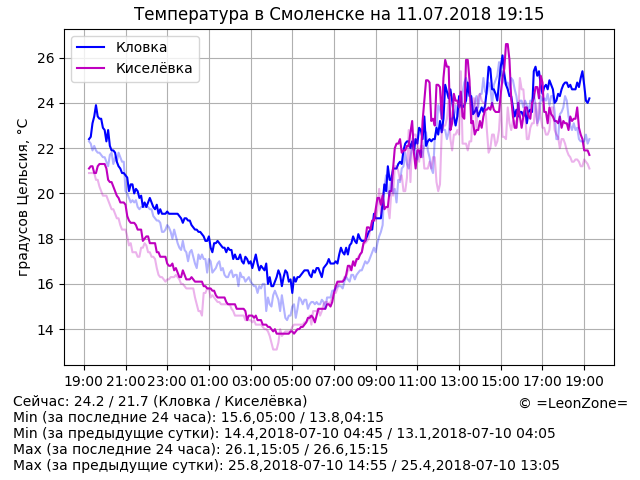 Температура в Смоленске на 11.07.2018 19:15
градусов Цельсия, °C
26
24
22
20
18
16
14
Кловка
Киселёвка
19:00 21:00 23:00 01:00 03:00 05:00 07:00 09:00 11:00 13:00 15:00 17:00 19:00
Сейчас: 24.2 / 21.7 (Кловка / Киселёвка)
© =LeonZone=
Min (за последние 24 часа): 15.6,05:00 / 13.8,04:15
Min (за предыдущие сутки): 14.4,2018-07-10 04:45 / 13.1,2018-07-10 04:05
Max (за последние 24 часа): 26.1,15:05 / 26.6,15:15
Max (за предыдущие сутки): 25.8,2018-07-10 14:55 / 25.4,2018-07-10 13:05